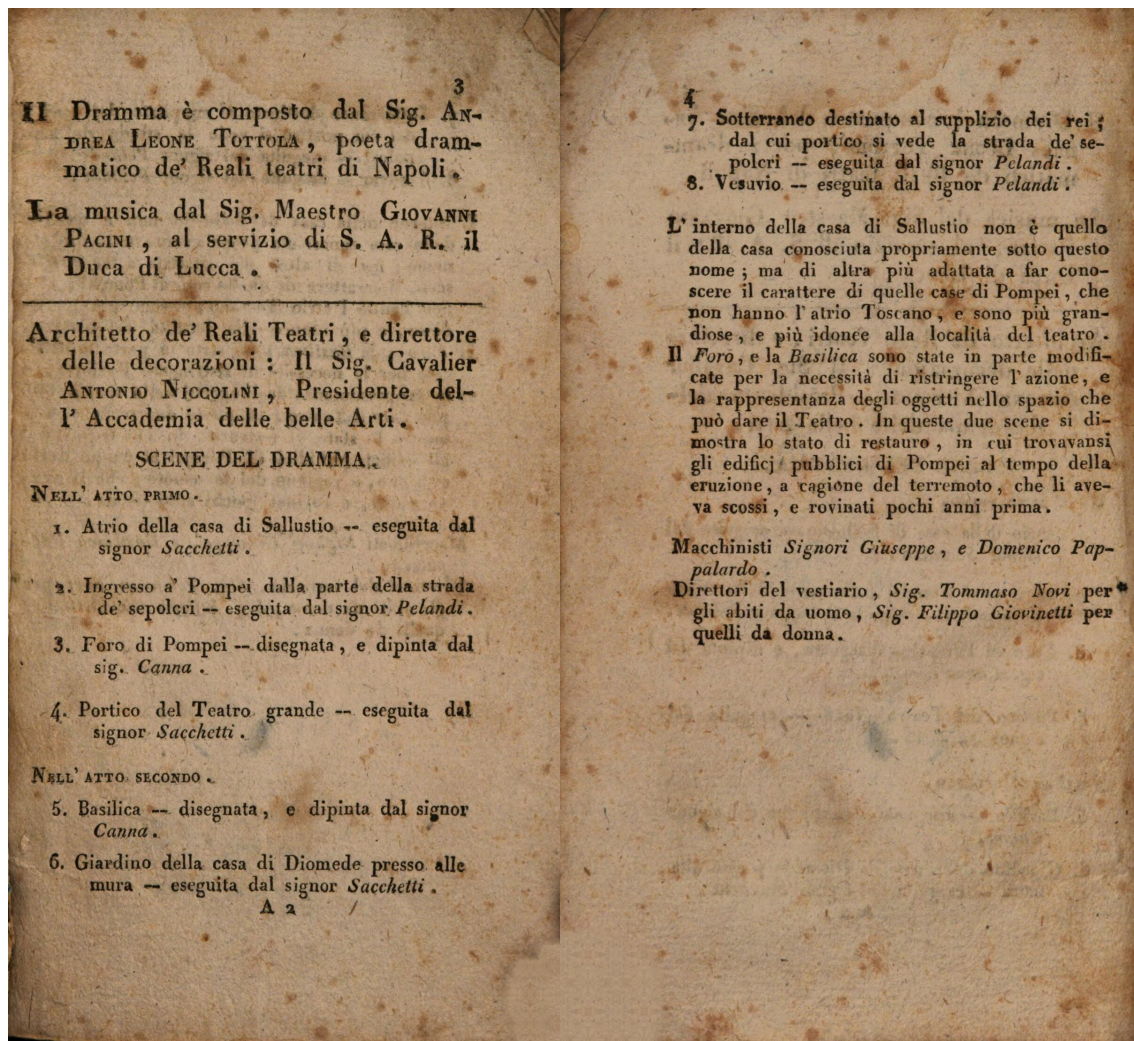 3
Il Dramma è composto dal Sig. AN-
DREA LEONE TOTTOLA, poeta dram-
matico de' Reali teatri di Napoli.
La musica dal Sig. Maestro GIOVANNI
PACINI, al servizio di S. A. R. il
Duca di Lucca.
Architetto de' Reali Teatri, e direttore
delle decorazioni: Il Sig. Cavalier
ANTONIO NICCOLINI, Presidente del-
l' Accademia delle belle Arti.
SCENE DEL DRAMMA.
NELL' ATTO PRIMO.
1. Atrio della casa di Sallustio -- eseguita dal
signor Sacchetti.
2. Ingresso a' Pompei dalla parte della strada
de' sepolcri -- eseguita dal signor Pelandi.
3. Foro di Pompei -- disegnata, e dipinta dal
sig. Canna.
4. Portico del Teatro grande -- eseguita dal
signor Sacchetti.
NELL' ATTO SECONDO.
5. Basilica -- disegnata, e dipinta dal signor
Canna.
6. Giardino della casa di Diomede presso alle
mura -- eseguita dal signor Sacchetti.
A 2
4
7. Sotterraneo destinato al supplizio dei rei;
dal cui portico si vede la strada de' se-
polcri -- eseguita dal signor Pelandi.
8. Vesuvio -- eseguita dal signor Pelandi.
L' interno della casa di Sallustio non è quello
della casa conosciuta propriamente sotto questo
nome; ma di altra più adattata a far cono-
scere il carattere di quelle case di Pompei, che
non hanno l'atrio Toscano, e sono più gran-
diose, e più idonee alla località del teatro.
Il Foro, e la Basilica sono state in parte modifi-
cate per la necessità di ristringere l'azione, e
la rappresentanza degli oggetti nello spazio che
può dare il Teatro. In queste due scene si di-
mostra lo stato di restauro, in cui trovavansi
gli edificj pubblici di Pompei al tempo della
eruzione, a cagione del terremoto, che li ave-
va scossi, e rovinati pochi anni prima.
Macchinisti Signori Giuseppe, e Domenico Pap-
palardo.
Direttori del vestiario, Sig. Tommaso Novi per
gli abiti da uomo, Sig. Filippo Giovinetti per
quelli da donna.